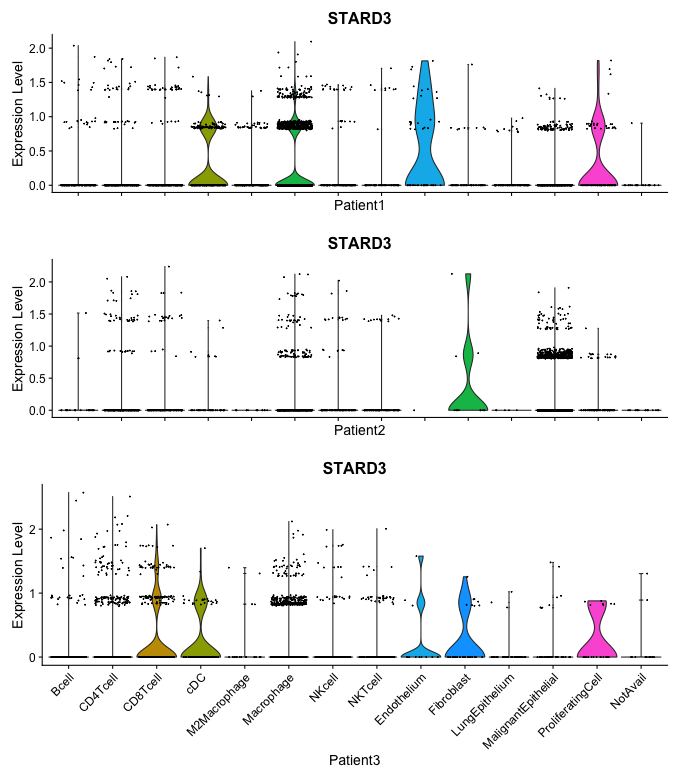 STARD3
Expression Level
2.0
1.5
1.0
0.5
0.0
Patient1
STARD3
Expression Level
2.0
1.5
1.0
0.5
0.0
Patient2
STARD3
Expression Level
2
1
0
Bcell
CD4Tcell
CD8Tcell
cDC
M2Macrophage
Macrophage
NKcell
NKTcell
Endothelium
Fibroblast
LungEpithelium
MalignantEpithelial
ProliferatingCell
NotAvail
Patient3